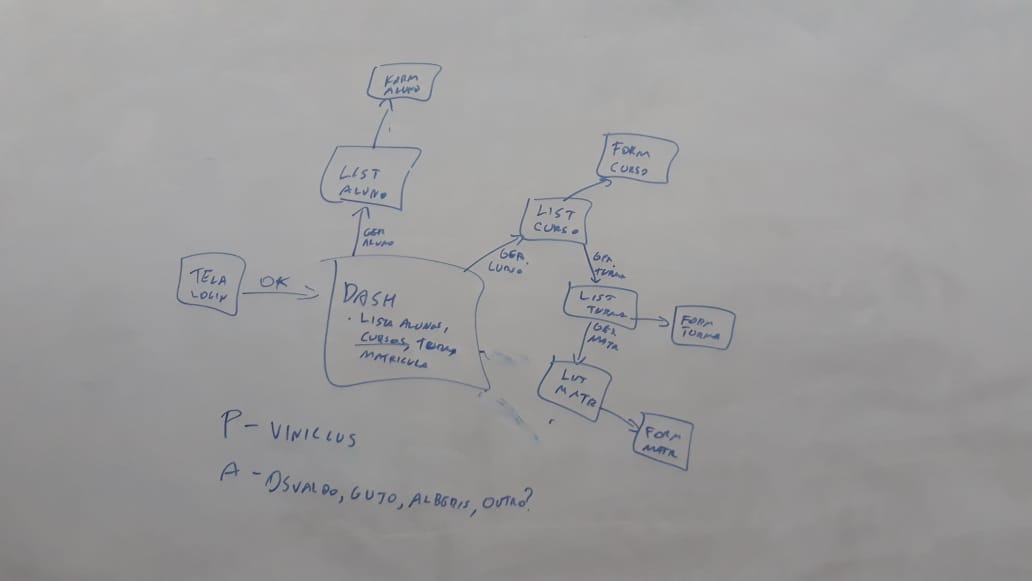 FORM
ALUNO
LIST
ALUNO
GER
ALUNO
FORM
CURSO
LIST
CURSO
GER.
CURSO
TELA
LOGIN
OK
DASH
• LISTA ALUNOS,
CURSOS, TURMA,
MATRICULA
GER.
TURMA
LIST
TURMA
FORM
TURMA
GER
MATR
LIST
MATR
FORM
MATR
P - VINICIUS
A - OSVALDO, GUTO, ALBERIS, OUTRO?